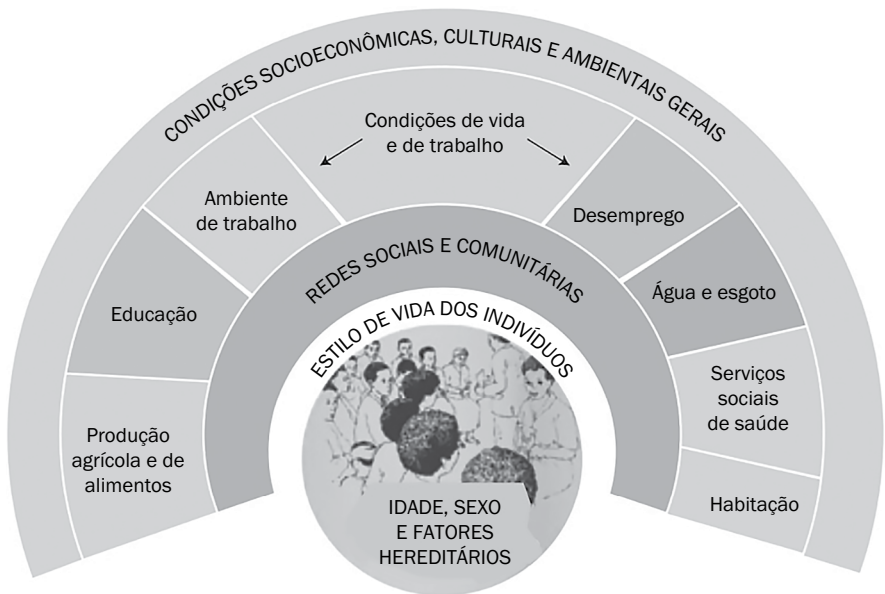 CONDIÇÕES SOCIOECONÔMICAS, CULTURAIS E AMBIENTAIS GERAIS
Condições de vida
e de trabalho
Ambiente
de trabalho
Desemprego
Educação
Água e esgoto
Produção
agrícola e de
alimentos
Serviços
sociais
de saúde
Habitação
REDES SOCIAIS E COMUNITÁRIAS
ESTILO DE VIDA DOS INDIVÍDUOS
IDADE, SEXO
E FATORES
HEREDITÁRIOS